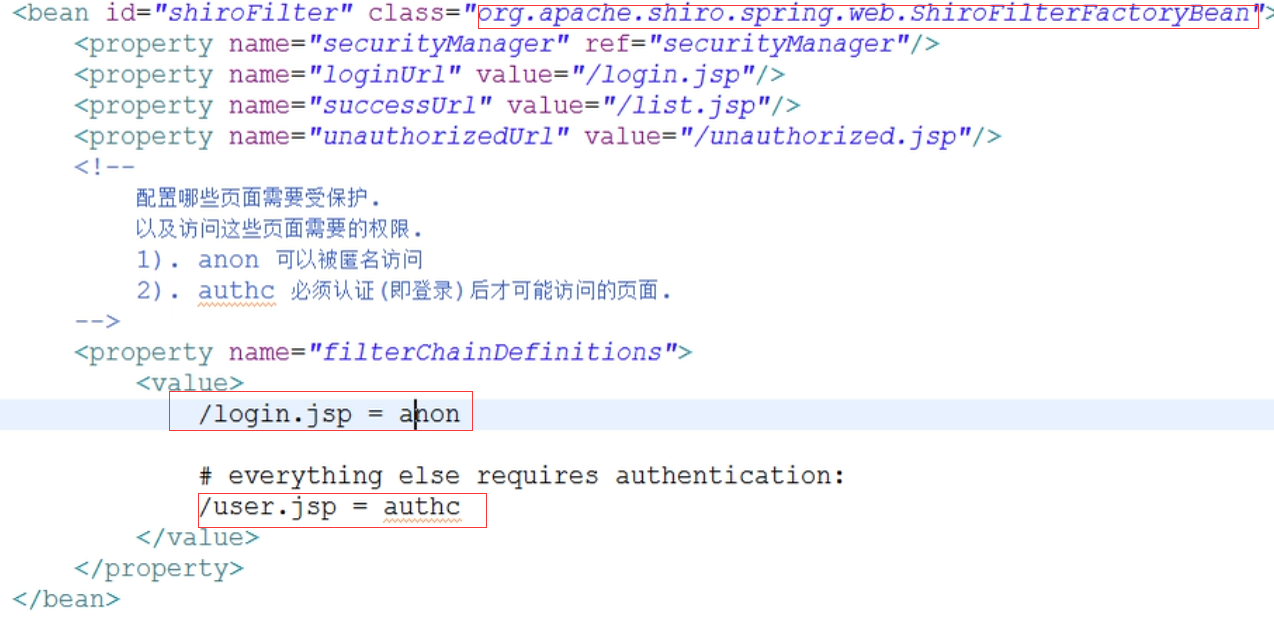 <bean id="shiroFilter" class="org.apache.shiro.spring.web.ShiroFilterFactoryBean">
<property name="securityManager" ref="securityManager"/>
<property name="loginUrl" value="/login.jsp"/>
<property name="successUrl" value="/list.jsp"/>
<property name="unauthorizedUrl" value="/unauthorized.jsp"/>
<!--
配置哪些页面需要受保护.
以及访问这些页面需要的权限.
1). anon 可以被匿名访问
2). authc 必须认证(即登录)后才可能访问的页面.
-->
<property name="filterChainDefinitions">
<value>
/login.jsp = anon
# everything else requires authentication:
/user.jsp = authc
</value>
</property>
</bean>